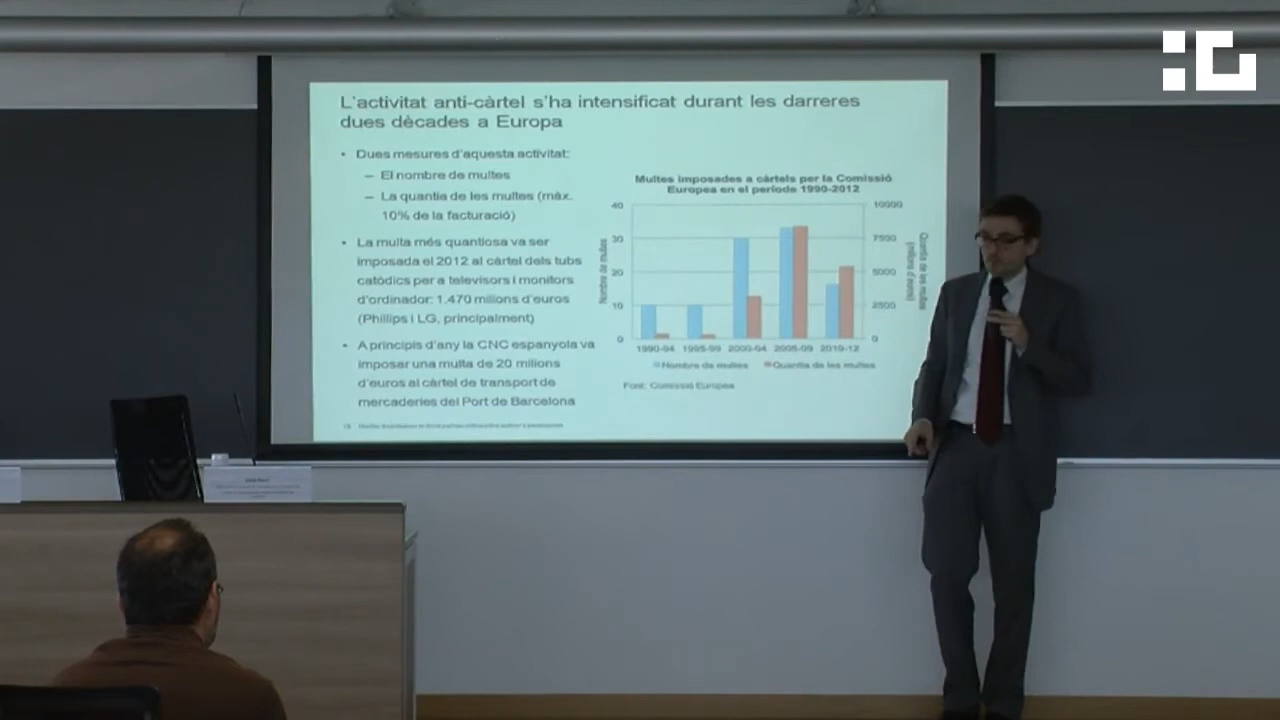 L'activitat anti-càrtel s'ha intensificat durant les darreres
dues dècades a Europa
• Dues mesures d'aquesta activitat:
– El nombre de multes
– La quantia de les multes (màx.
10% de la facturació)
• La multa més quantiosa va ser
imposada el 2012 al càrtel dels tubs
catòdics per a televisors i monitors
d'ordinador: 1.470 milions d'euros
(Phillips i LG, principalment)
• A principis d'any la CNC espanyola va
imposar una multa de 20 milions
d'euros al càrtel de transport de
mercaderies del Port de Barcelona
Multes imposades a càrtels per la Comissió
Europea en el període 1990-2012
40
30
20
10
0
Nombre de multes
10000
7500
5000
2500
0
Quantia de les multes
(milions d'euros)
1990-94 1995-99 2000-04 2005-09 2010-12
Nombre de multes Quantia de les multes
Font: Comissió Europea